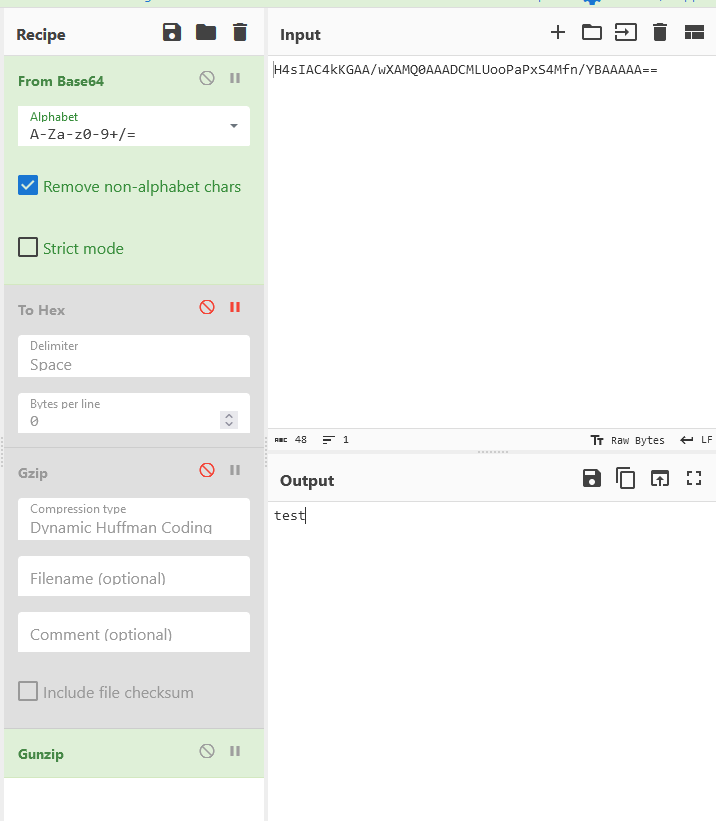 Recipe
From Base64
Alphabet
A-Za-z0-9+/=
Remove non-alphabet chars
Strict mode
To Hex
Delimiter
Space
Bytes per line
0
Gzip
Compression type
Dynamic Huffman Coding
Filename (optional)
Comment (optional)
Include file checksum
Gunzip
Input
H4sIAC4kKGAA/wXAMQ0AAADCMLUooPaPxS4Mfn/YBAAAAA==
ABC 48 1 Tт Raw Bytes LF
Output
test